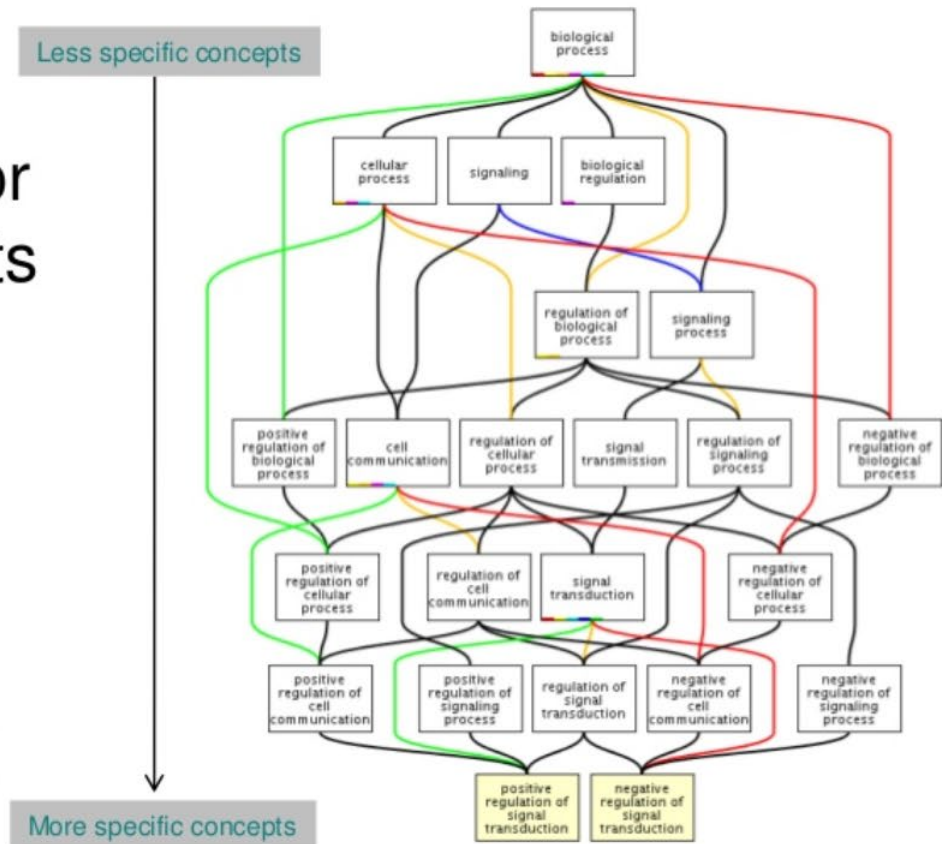 Less specific concepts
or
ts
More specific concepts
biological
process
cellular
process
signaling
biological
regulation
regulation of
biological
process
signaling
process
positive
regulation of
biological
process
cell
communication
regulation of
cellular
process
signal
transmission
regulation of
signaling
process
negative
regulation of
biological
process
positive
regulation of
cellular
process
regulation of
cell
communication
signal
transduction
negative
regulation of
cellular
process
positive
regulation of
cell
communication
positive
regulation of
signaling
process
regulation of
signal
transduction
negative
regulation of
cell
communication
negative
regulation of
signaling
process
positive
regulation of
signal
transduction
negative
regulation of
signal
transduction